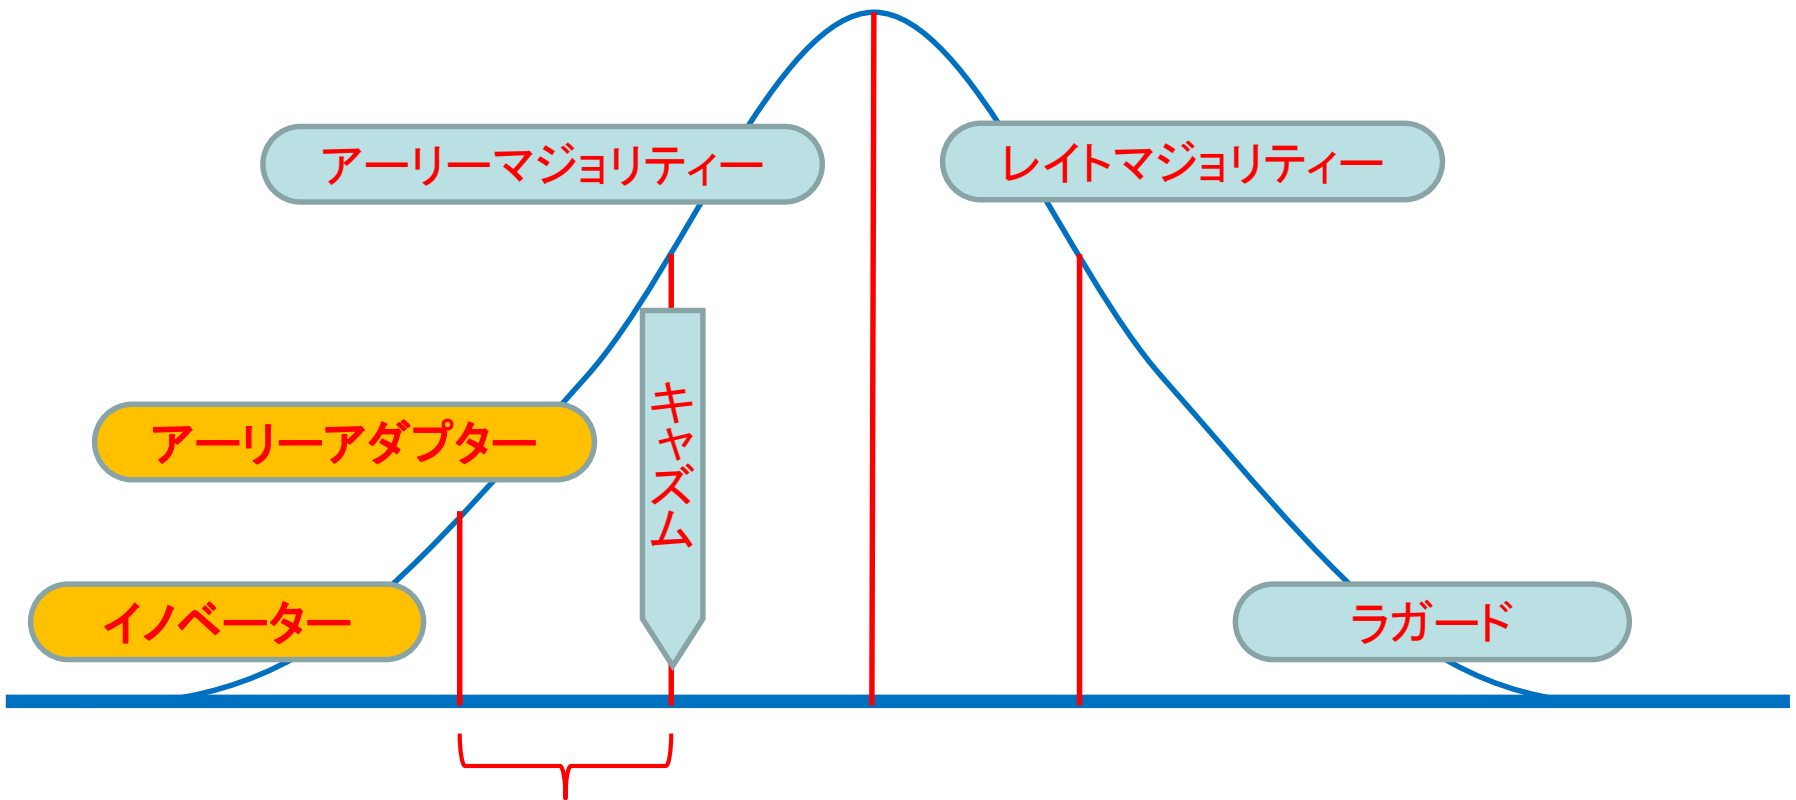 アーリーマジョリティー
レイトマジョリティー
キャズム
アーリーアダプター
イノベーター
ラガード